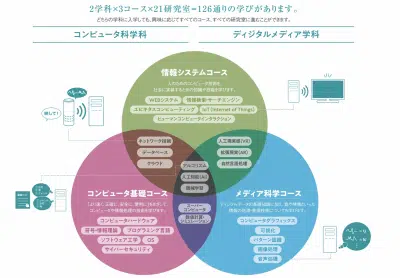 2学科×3コース×21研究室=126通りの学びがあります。
どちらの学科に入学しても、興味に応じてすべてのコース、すべての研究室に進むことができます。
コンピュータ科学科
ディジタルメディア学科
情報システムコース
WEBシステム
情報検索・サーチエンジン
ユビキタスコンピューティング
IoT (Internet of Things)
ヒューマンコンピュータインタラクション
ネットワーク技術
データベース
クラウド
人工現実感(VR)
拡張現実(AR)
自然言語処理
アルゴリズム
人工知能(AI)
機械学習
コンピュータ基礎コース
コンピュータハードウェア
符号・情報理論
プログラミング言語
ソフトウェア工学
OS
サイバーセキュリティ
スーパー
コンピュータ
数値計算・
シミュレーション
メディア科学コース
コンピュータグラフィックス
可視化
パターン認識
画像処理
音声処理